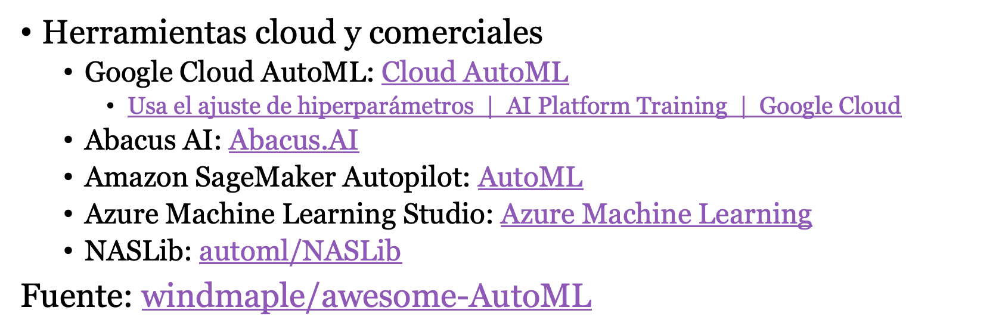 • Herramientas cloud y comerciales
• Google Cloud AutoML: Cloud AutoML
• Usa el ajuste de hiperparámetros | AI Platform Training | Google Cloud
• Abacus AI: Abacus.AI
• Amazon SageMaker Autopilot: AutoML
• Azure Machine Learning Studio: Azure Machine Learning
• NASLib: automl/NASLib
Fuente: windmaple/awesome-AutoML